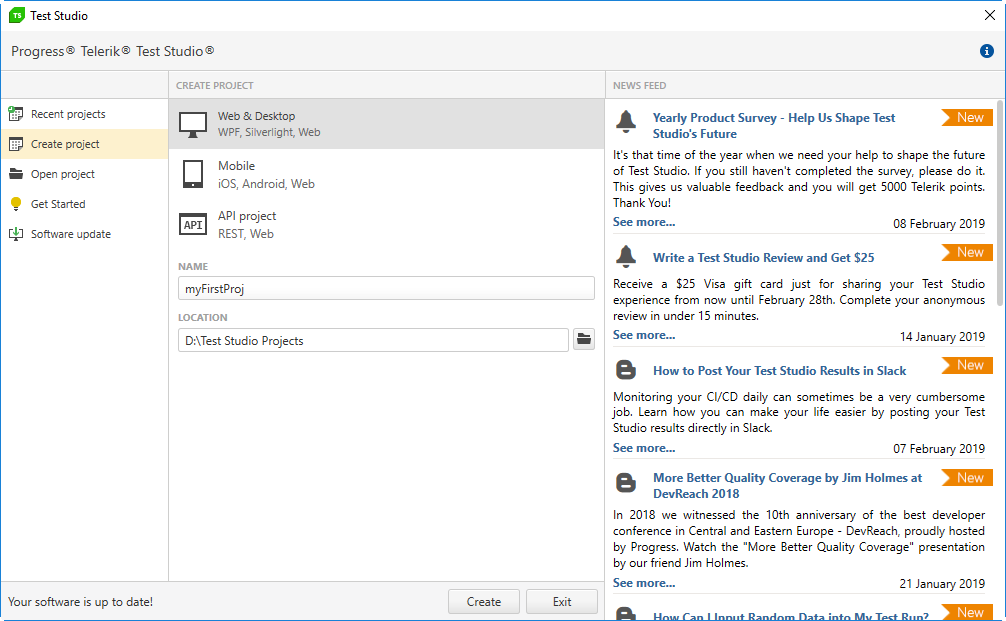 TS Test Studio
Progress® Telerik® Test Studio®
Recent projects
Create project
Open project
Get Started
Software update
CREATE PROJECT
Web & Desktop
WPF, Silverlight, Web
Mobile
iOS, Android, Web
API
API project
REST, Web
NAME
myFirstProj
LOCATION
D:\Test Studio Projects
NEWS FEED
Yearly Product Survey - Help Us Shape Test
Studio's Future
New
It's that time of the year when we need your help to shape the future
of Test Studio. If you still haven't completed the survey, please do it.
This gives us valuable feedback and you will get 5000 Telerik points.
Thank You!
See more...
08 February 2019
Write a Test Studio Review and Get $25
New
Receive a $25 Visa gift card just for sharing your Test Studio
experience from now until February 28th. Complete your anonymous
review in under 15 minutes.
See more...
14 January 2019
How to Post Your Test Studio Results in Slack
New
Monitoring your CI/CD daily can sometimes be a very cumbersome
job. Learn how you can make your life easier by posting your Test
Studio results directly in Slack.
See more...
07 February 2019
More Better Quality Coverage by Jim Holmes at
DevReach 2018
New
In 2018 we witnessed the 10th anniversary of the best developer
conference in Central and Eastern Europe - DevReach, proudly hosted
by Progress. Watch the "More Better Quality Coverage" presentation
by our friend Jim Holmes.
See more...
21 January 2019
How Can I Input Random Data into My Test Run?
New
Your software is up to date!
Create
Exit